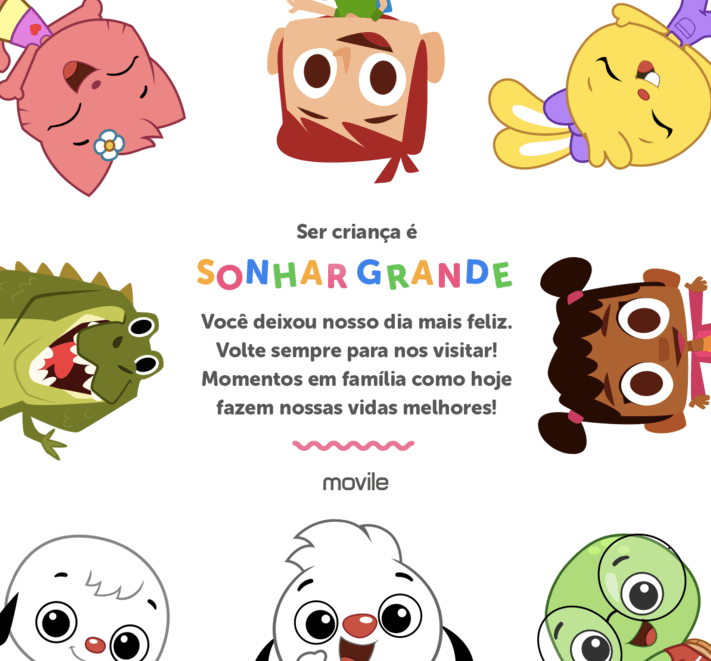 Ser criança é
SONHAR GRANDE
Você deixou nosso dia mais feliz.
Volte sempre para nos visitar!
Momentos em família como hoje
fazem nossas vidas melhores!
movile